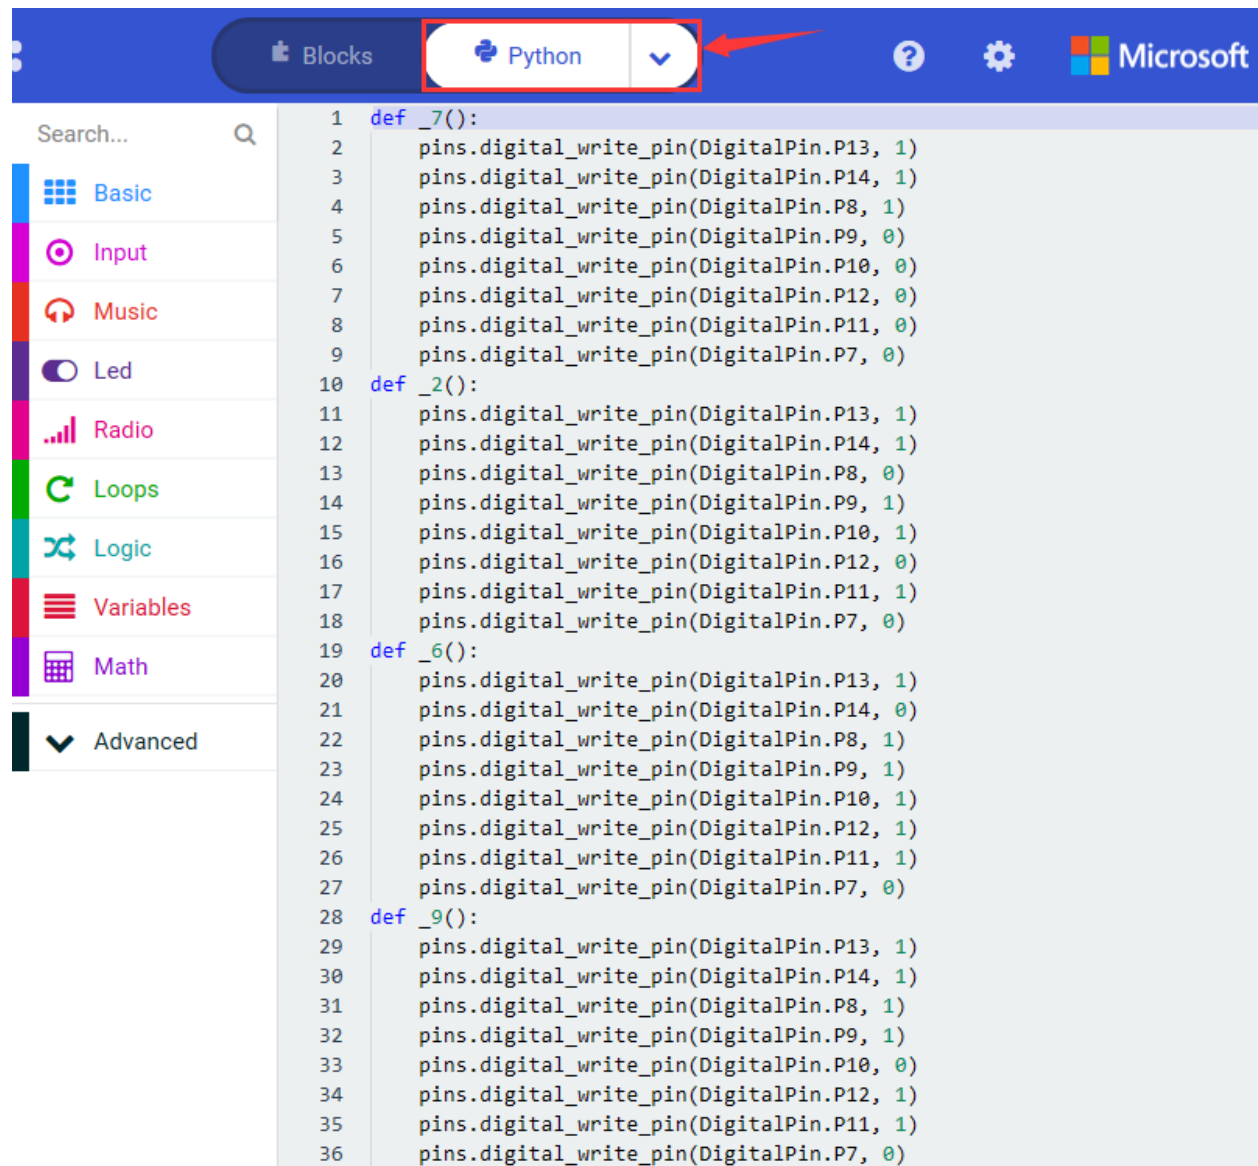 Blocks
Python
Microsoft
Search...
Basic
Input
Music
Led
Radio
Loops
Logic
Variables
Math
Advanced
1 def _7():
2 pins.digital_write_pin(DigitalPin.P13, 1)
3 pins.digital_write_pin(DigitalPin.P14, 1)
4 pins.digital_write_pin(DigitalPin.P8, 1)
5 pins.digital_write_pin(DigitalPin.P9, 0)
6 pins.digital_write_pin(DigitalPin.P10, 0)
7 pins.digital_write_pin(DigitalPin.P12, 0)
8 pins.digital_write_pin(DigitalPin.P11, 0)
9 pins.digital_write_pin(DigitalPin.P7, 0)
10 def _2():
11 pins.digital_write_pin(DigitalPin.P13, 1)
12 pins.digital_write_pin(DigitalPin.P14, 1)
13 pins.digital_write_pin(DigitalPin.P8, 0)
14 pins.digital_write_pin(DigitalPin.P9, 1)
15 pins.digital_write_pin(DigitalPin.P10, 1)
16 pins.digital_write_pin(DigitalPin.P12, 0)
17 pins.digital_write_pin(DigitalPin.P11, 1)
18 pins.digital_write_pin(DigitalPin.P7, 0)
19 def _6():
20 pins.digital_write_pin(DigitalPin.P13, 1)
21 pins.digital_write_pin(DigitalPin.P14, 0)
22 pins.digital_write_pin(DigitalPin.P8, 1)
23 pins.digital_write_pin(DigitalPin.P9, 1)
24 pins.digital_write_pin(DigitalPin.P10, 1)
25 pins.digital_write_pin(DigitalPin.P12, 1)
26 pins.digital_write_pin(DigitalPin.P11, 1)
27 pins.digital_write_pin(DigitalPin.P7, 0)
28 def _9():
29 pins.digital_write_pin(DigitalPin.P13, 1)
30 pins.digital_write_pin(DigitalPin.P14, 1)
31 pins.digital_write_pin(DigitalPin.P8, 1)
32 pins.digital_write_pin(DigitalPin.P9, 1)
33 pins.digital_write_pin(DigitalPin.P10, 0)
34 pins.digital_write_pin(DigitalPin.P12, 1)
35 pins.digital_write_pin(DigitalPin.P11, 1)
36 pins.digital_write_pin(DigitalPin.P7, 0)